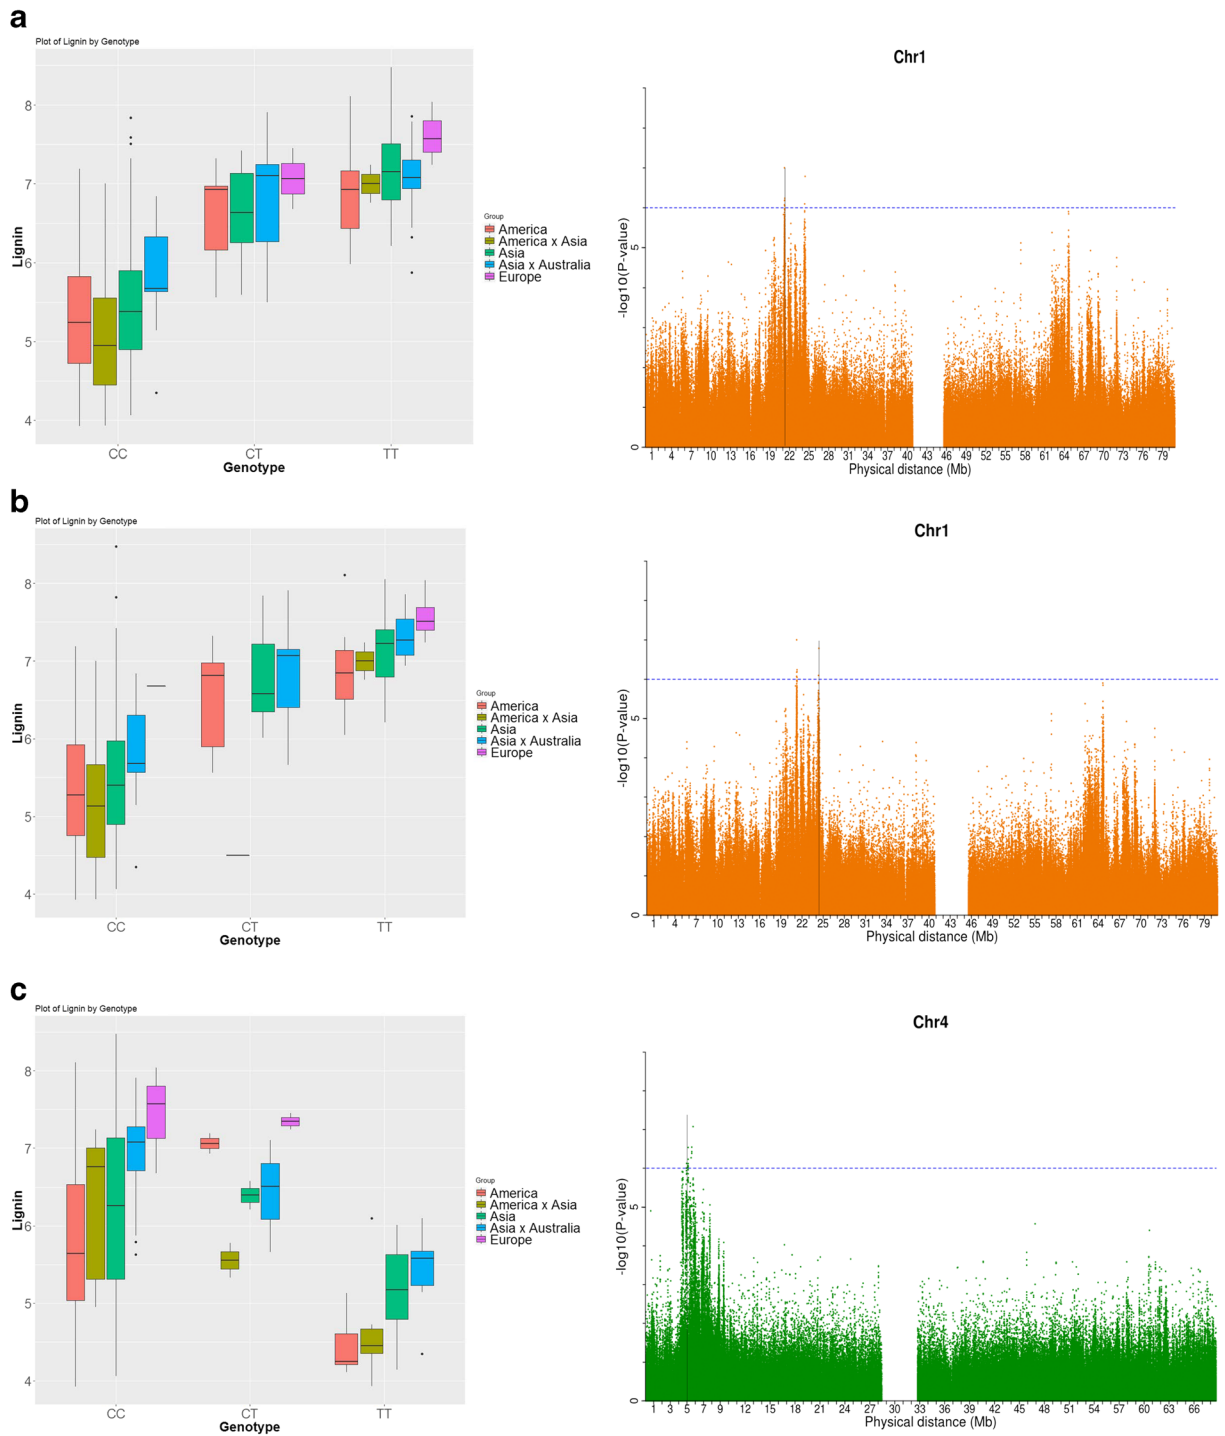 a
Plot of Lignin by Genotype
Lignin
8
7
6
5
4
CC CT TT
Genotype
Group
America
America x Asia
Asia
Asia x Australia
Europe
Chr1
-log10(P-value)
5
0
1 4 7 10 13 16 19 22 25 28 31 34 37 40 43 46 49 52 55 58 61 64 67 70 73 76 79
Physical distance (Mb)
b
Plot of Lignin by Genotype
Lignin
8
7
6
5
4
CC CT TT
Genotype
Group
America
America x Asia
Asia
Asia x Australia
Europe
Chr1
-log10(P-value)
5
0
1 4 7 10 13 16 19 22 25 28 31 34 37 40 43 46 49 52 55 58 61 64 67 70 73 76 79
Physical distance (Mb)
c
Plot of Lignin by Genotype
Lignin
8
7
6
5
4
CC CT TT
Genotype
Group
America
America x Asia
Asia
Asia x Australia
Europe
Chr4
-log10(P-value)
5
0
1 3 5 7 9 12 15 18 21 24 27 30 33 36 39 42 45 48 51 54 57 60 63 66
Physical distance (Mb)